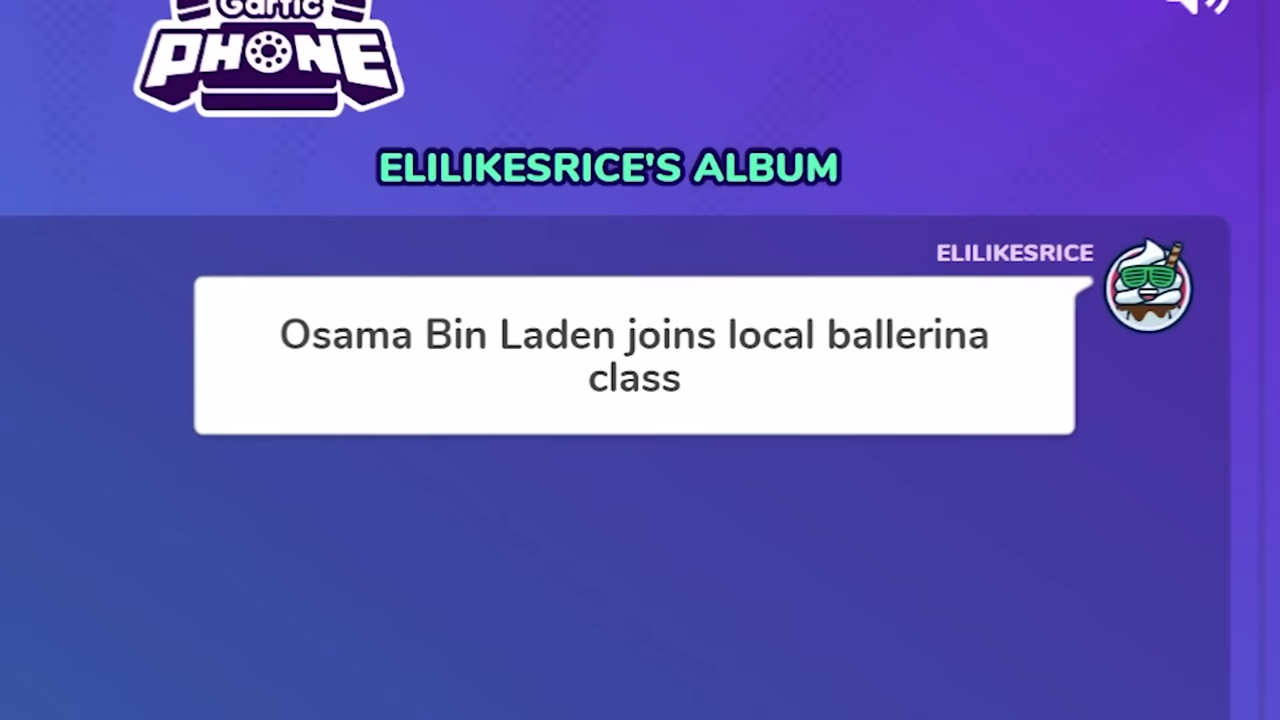 Gartic
PHONE
ELILIKESRICE'S ALBUM
ELILIKESRICE
Osama Bin Laden joins local ballerina
class